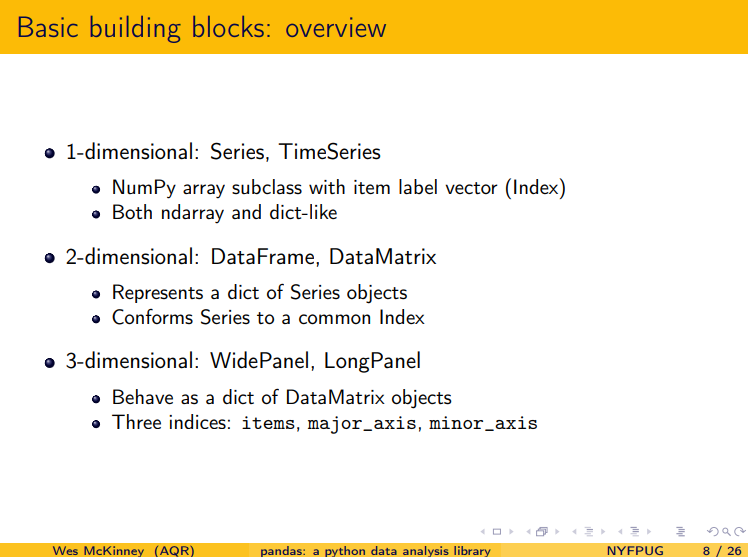 Basic building blocks: overview
1-dimensional: Series, TimeSeries
NumPy array subclass with item label vector (Index)
Both ndarray and dict-like
2-dimensional: DataFrame, DataMatrix
Represents a dict of Series objects
Conforms Series to a common Index
3-dimensional: WidePanel, LongPanel
Behave as a dict of DataMatrix objects
Three indices: items, major_axis, minor_axis
Wes McKinney (AQR) pandas: a python data analysis library NYFPUG 8 / 26